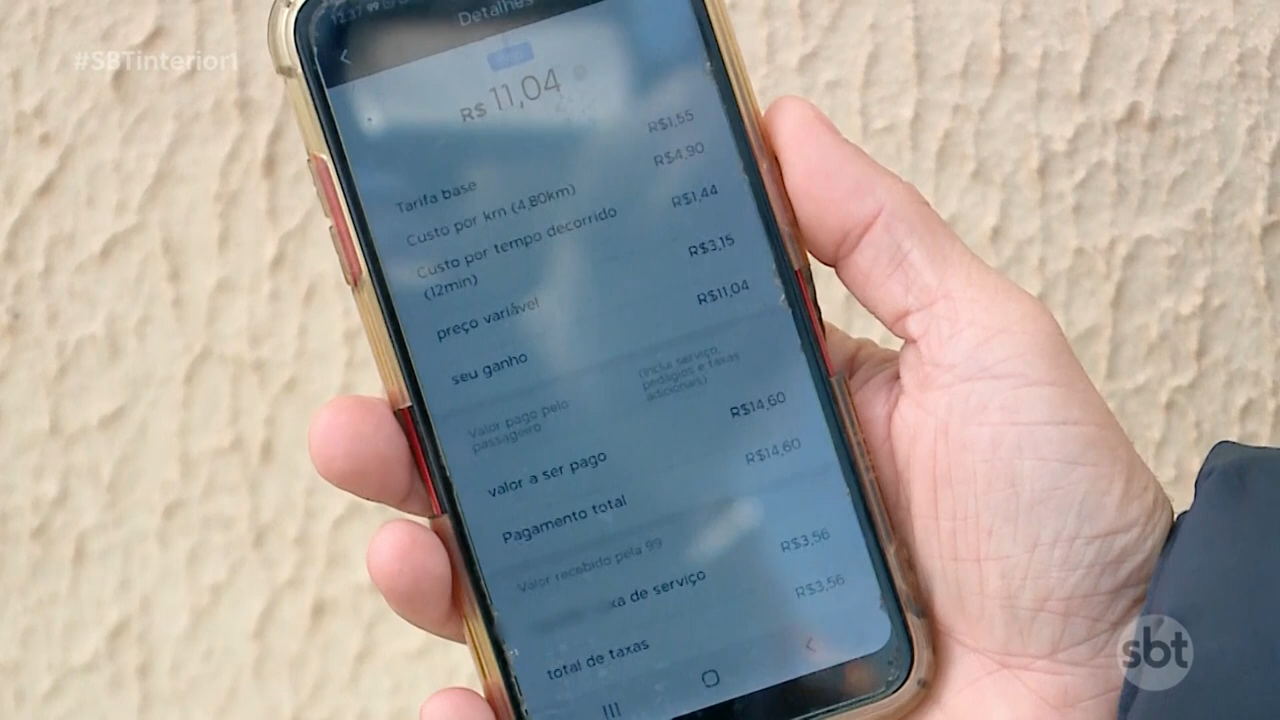 #SBTinterior1
Detalhes
R$ 11,04
Tarifa base R$1,55
Custo por km (4,80km) R$4,90
Custo por tempo decorrido R$1,44
(12min)
preço variável R$3,15
seu ganho R$11,04
Valor pago pelo
passageiro
(Inclui serviço,
pedágios e taxas
adicionais)
valor a ser pago R$14,60
Pagamento total R$14,60
Valor recebido pela 99
xa de serviço R$3,56
total de taxas R$3,56
sbt